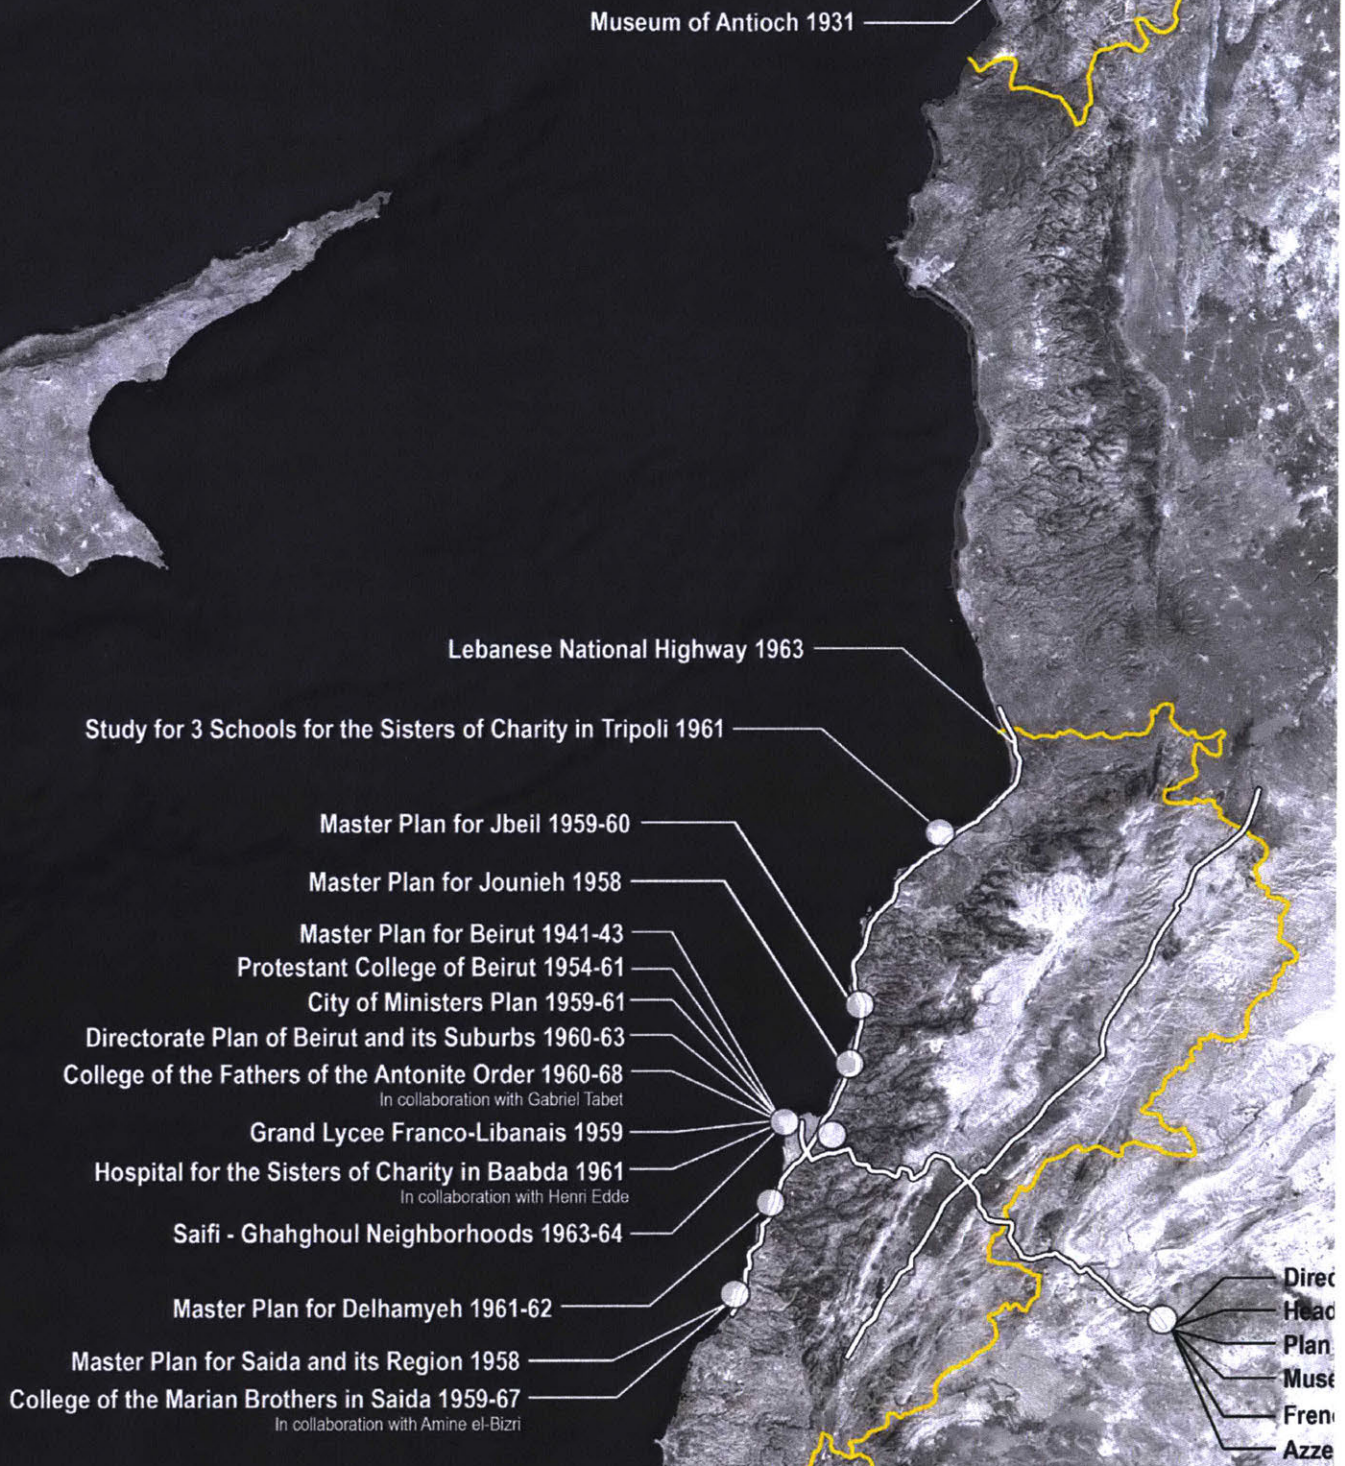 Museum of Antioch 1931
Lebanese National Highway 1963
Study for 3 Schools for the Sisters of Charity in Tripoli 1961
Master Plan for Jbeil 1959-60
Master Plan for Jounieh 1958
Master Plan for Beirut 1941-43
Protestant College of Beirut 1954-61
City of Ministers Plan 1959-61
Directorate Plan of Beirut and its Suburbs 1960-63
College of the Fathers of the Antonite Order 1960-68
In collaboration with Gabriel Tabet
Grand Lycee Franco-Libanais 1959
Hospital for the Sisters of Charity in Baabda 1961
In collaboration with Henri Edde
Saifi - Ghahghoul Neighborhoods 1963-64
Master Plan for Delhamyeh 1961-62
Master Plan for Saida and its Region 1958
College of the Marian Brothers in Saida 1959-67
In collaboration with Amine el-Bizri
Direc
Head
Plan
Muse
Fren
Azze